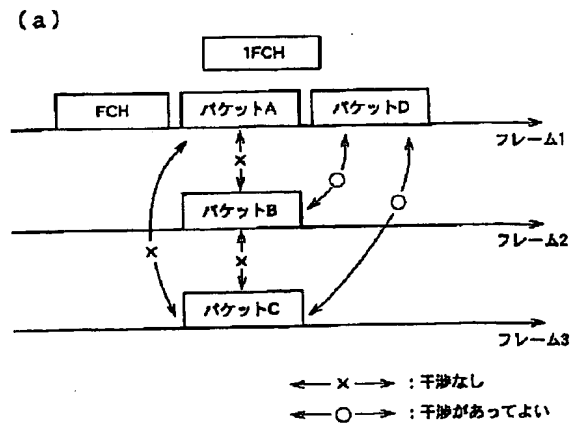 (a)
1FCH
FCH
パケットA
パケットD
フレーム1
×
○
パケットB
○
フレーム2
×
×
パケットC
フレーム3
× :干渉なし
○ :干渉があってよい